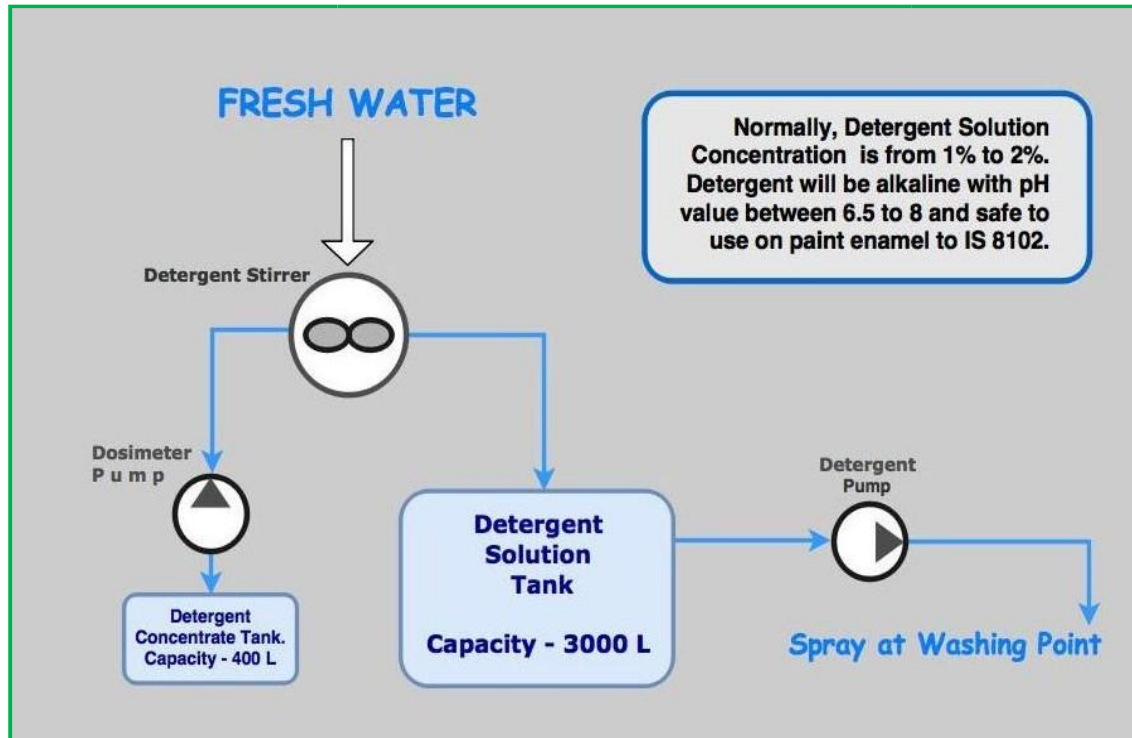 FRESH WATER
Normally, Detergent Solution
Concentration is from 1% to 2%.
Detergent will be alkaline with pH
value between 6.5 to 8 and safe to
use on paint enamel to IS 8102.
Detergent Stirrer
Dosimeter
P u m p
Detergent
Pump
Detergent
Solution
Tank
Capacity - 3000 L
Detergent
Concentrate Tank.
Capacity - 400 L
Spray at Washing Point